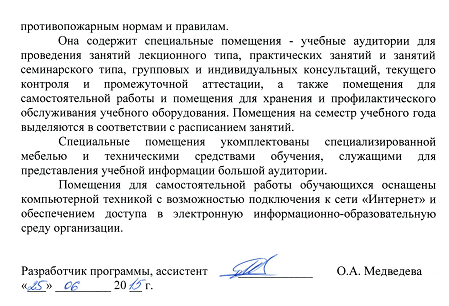 противопожарным нормам и правилам.
Она содержит специальные помещения - учебные аудитории для
проведения занятий лекционного типа, практических занятий и занятий
семинарского типа, групповых и индивидуальных консультаций, текущего
контроля и промежуточной аттестации, а также помещения для
самостоятельной работы и помещения для хранения и профилактического
обслуживания учебного оборудования. Помещения на семестр учебного года
выделяются в соответствии с расписанием занятий.
Специальные помещения укомплектованы специализированной
мебелью и техническими средствами обучения, служащими для
представления учебной информации большой аудитории.
Помещения для самостоятельной работы обучающихся оснащены
компьютерной техникой с возможностью подключения к сети «Интернет» и
обеспечением доступа в электронную информационно-образовательную
среду организации.
Разработчик программы, ассистент О.А. Медведева
«25» 06 2015 г.